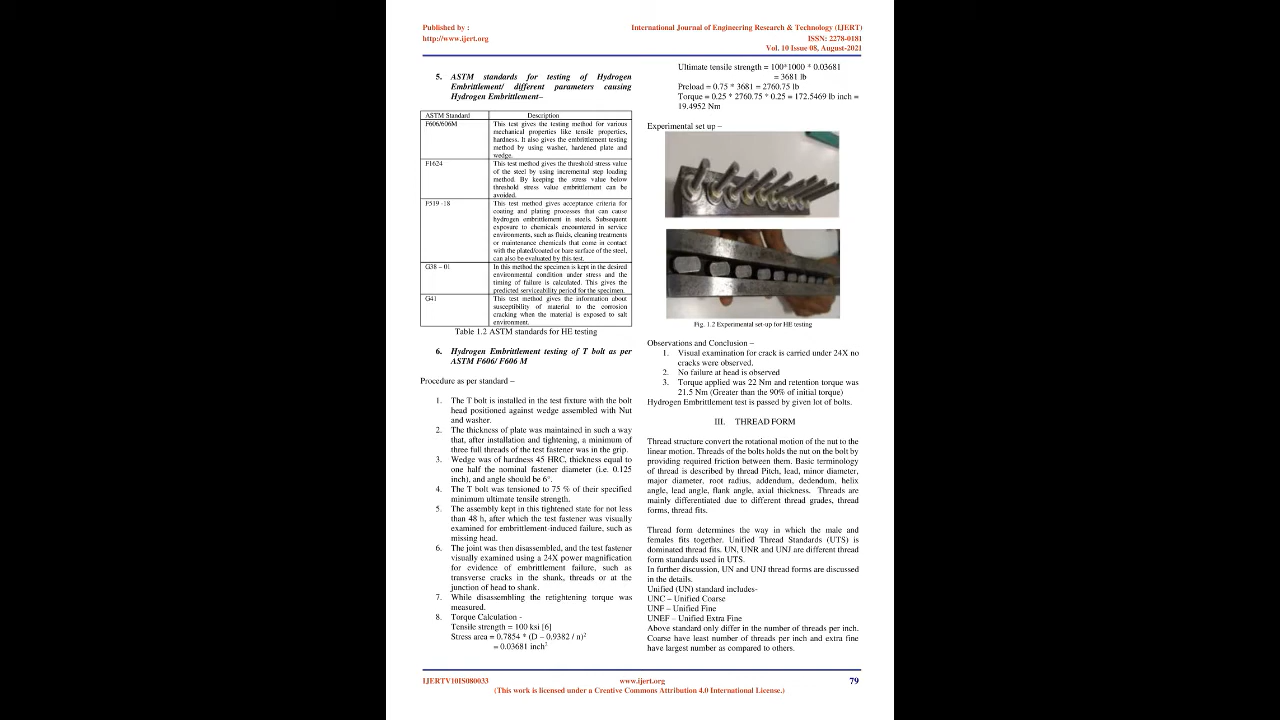 Published by :
http://www.ijert.org
International Journal of Engineering Research & Technology (IJERT)
ISSN: 2278-0181
Vol. 10 Issue 08, August-2021
5. ASTM standards for testing of Hydrogen
Embrittlement/ different parameters causing
Hydrogen Embrittlement–
ASTM Standard Description
F606/606M This test gives the testing method for various
mechanical properties like tensile properties,
hardness. It also gives the embrittlement testing
method by using washer, hardened plate and
wedge.
F1624 This test method gives the threshold stress value
of the steel by using incremental step loading
method. By keeping the stress value below
threshold stress value embrittlement can be
avoided.
F519 -18 This test method gives acceptance criteria for
coating and plating processes that can cause
hydrogen embrittlement in steels. Subsequent
exposure to chemicals encountered in service
environments, such as fluids, cleaning treatments
or maintenance chemicals that come in contact
with the plated/coated or bare surface of the steel,
can also be evaluated by this test.
G38 – 01 In this method the specimen is kept in the desired
environmental condition under stress and the
timing of failure is calculated. This gives the
predicted serviceability period for the specimen.
G41 This test method gives the information about
susceptibility of material to the corrosion
cracking when the material is exposed to salt
environment.
Table 1.2 ASTM standards for HE testing
6. Hydrogen Embrittlement testing of T bolt as per
ASTM F606/ F606 M
Procedure as per standard –
1. The T bolt is installed in the test fixture with the bolt
head positioned against wedge assembled with Nut
and washer.
2. The thickness of plate was maintained in such a way
that, after installation and tightening, a minimum of
three full threads of the test fastener was in the grip.
3. Wedge was of hardness 45 HRC, thickness equal to
one half the nominal fastener diameter (i.e. 0.125
inch), and angle should be 6°.
4. The T bolt was tensioned to 75 % of their specified
minimum ultimate tensile strength.
5. The assembly kept in this tightened state for not less
than 48 h, after which the test fastener was visually
examined for embrittlement-induced failure, such as
missing head.
6. The joint was then disassembled, and the test fastener
visually examined using a 24X power magnification
for evidence of embrittlement failure, such as
transverse cracks in the shank, threads or at the
junction of head to shank.
7. While disassembling the retightening torque was
measured.
8. Torque Calculation -
Tensile strength = 100 ksi [6]
Stress area = 0.7854 * (D – 0.9382 / n)²
= 0.03681 inch²
Ultimate tensile strength = 100*1000 * 0.03681
= 3681 lb
Preload = 0.75 * 3681 = 2760.75 lb
Torque = 0.25 * 2760.75 * 0.25 = 172.5469 lb inch =
19.4952 Nm
Experimental set up –
Fig. 1.2 Experimental set-up for HE testing
Observations and Conclusion –
1. Visual examination for crack is carried under 24X no
cracks were observed.
2. No failure at head is observed
3. Torque applied was 22 Nm and retention torque was
21.5 Nm (Greater than the 90% of initial torque)
Hydrogen Embrittlement test is passed by given lot of bolts.
III. THREAD FORM
Thread structure convert the rotational motion of the nut to the
linear motion. Threads of the bolts holds the nut on the bolt by
providing required friction between them. Basic terminology
of thread is described by thread Pitch, lead, minor diameter,
major diameter, root radius, addendum, dedendum, helix
angle, lead angle, flank angle, axial thickness. Threads are
mainly differentiated due to different thread grades, thread
forms, thread fits.
Thread form determines the way in which the male and
females fits together. Unified Thread Standards (UTS) is
dominated thread fits. UN, UNR and UNJ are different thread
form standards used in UTS.
In further discussion, UN and UNJ thread forms are discussed
in the details.
Unified (UN) standard includes-
UNC – Unified Coarse
UNF – Unified Fine
UNEF – Unified Extra Fine
Above standard only differ in the number of threads per inch.
Coarse have least number of threads per inch and extra fine
have largest number as compared to others.
IJERTV10IS080033
www.ijert.org
79
(This work is licensed under a Creative Commons Attribution 4.0 International License.)